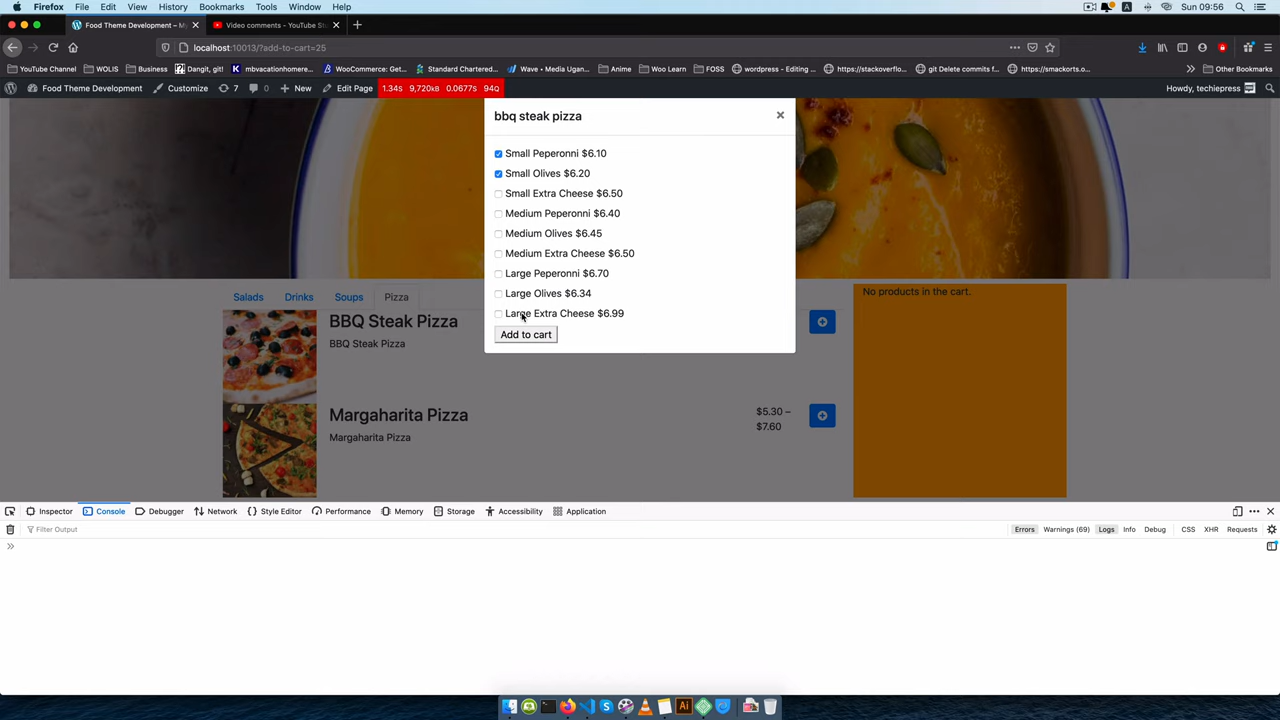 Firefox File Edit View History Bookmarks Tools Window Help A Sun 09:56
Food Theme Development – My Video comments - YouTube St
localhost:10013/?add-to-cart=25
YouTube Channel WOLIS Business Dangit, git! mbvacationhomere... WooCommerce: Get... Standard Chartered... Wave • Media Ugan... Anime Woo Learn FOSS wordpress - Editing ... https://stackoverflo... git Delete commits f... https://smackorts.o... Other Bookmarks
Food Theme Development Customize 7 0 New Edit Page 1.34s 9,720kB 0.0677s 94Q Howdy, techiepress
bbq steak pizza ×
Small Peperonni $6.10
Small Olives $6.20
Small Extra Cheese $6.50
Medium Peperonni $6.40
Medium Olives $6.45
Medium Extra Cheese $6.50
Large Peperonni $6.70
Large Olives $6.34
Large Extra Cheese $6.99
Add to cart
Salads Drinks Soups Pizza
No products in the cart.
BBQ Steak Pizza
BBQ Steak Pizza
Margaharita Pizza
Margaharita Pizza
$5.30 –
$7.60
Inspector Console Debugger Network Style Editor Performance Memory Storage Accessibility Application
Filter Output Errors Warnings (69) Logs Info Debug CSS XHR Requests
Ai